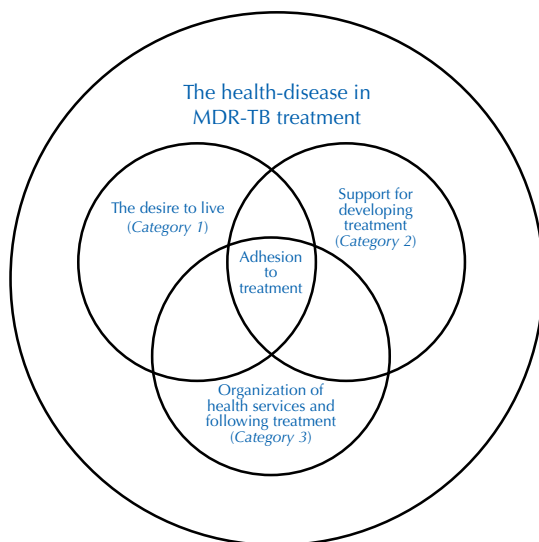 The health-disease in
MDR-TB treatment
The desire to live
(Category 1)
Support for
developing
treatment
(Category 2)
Adhesion
to
treatment
Organization of
health services and
following treatment
(Category 3)